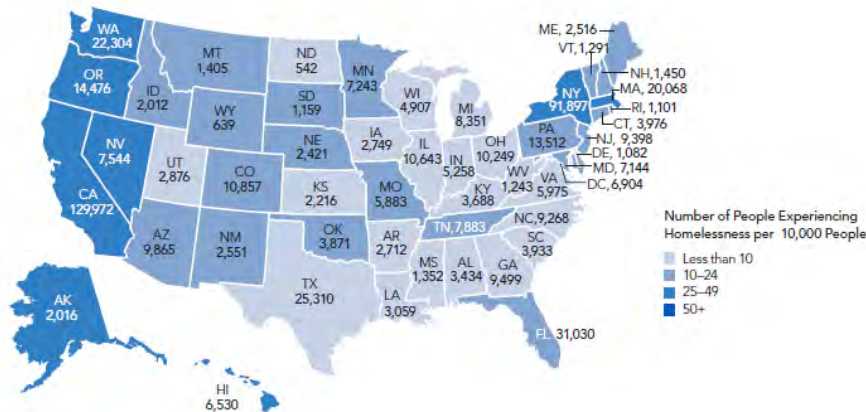 WA
22,304
OR
14,476
CA
129,972
NV
7,544
ID
2,012
MT
1,405
WY
639
UT
2,876
AZ
9,865
CO
10,857
NM
2,551
ND
542
SD
1,159
NE
2,421
KS
2,216
OK
3,871
TX
25,310
MN
7,243
IA
2,749
MO
5,883
AR
2,712
LA
3,059
WI
4,907
IL
10,643
MI
8,351
IN
5,258
OH
10,249
KY
3,688
TN,7,883
MS
1,352
AL
3,434
GA
9,499
FL 31,030
SC
3,933
NC,9,268
VA
5,975
WV
1,243
PA
13,512
NY
91,897
ME, 2,516
VT,1,291
NH,1,450
MA, 20,068
RI, 1,101
CT, 3,976
NJ, 9,398
DE, 1,082
MD, 7,144
DC, 6,904
AK
2,016
HI
6,530
Number of People Experiencing
Homelessness per 10,000 People
Less than 10
10–24
25–49
50+